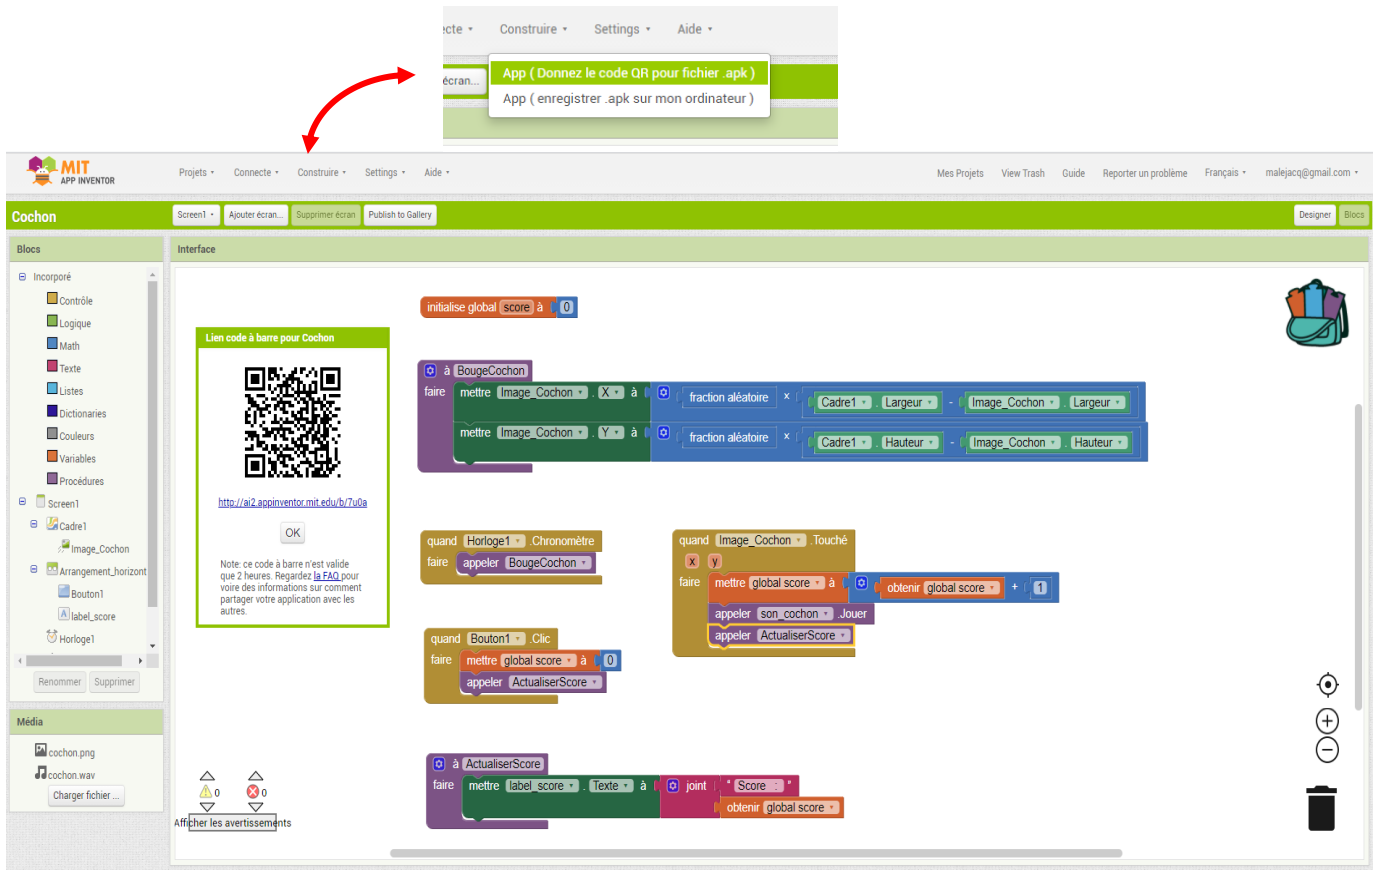 ecte Construire Settings Aide
écran...
App ( Donnez le code QR pour fichier .apk )
App ( enregistrer .apk sur mon ordinateur )
MIT
APP INVENTOR
Projets Connecte Construire Settings Aide
Mes Projets View Trash Guide Reporter un problème Français malejacq@gmail.com
Cochon
Screen1 Ajouter écran... Supprimer écran Publish to Gallery
Designer Blocs
Blocs
Interface
Incorporé
Contrôle
Logique
Math
Texte
Listes
Dictionaries
Couleurs
Variables
Procédures
Screen1
Cadre1
Image_Cochon
Arrangement_horizont
Bouton1
label_score
Horloge1
Renommer Supprimer
Média
cochon.png
cochon.wav
Charger fichier ...
Lien code à barre pour Cochon
http://ai2.appinventor.mit.edu/b/7u0a
OK
Note: ce code à barre n'est valide
que 2 heures. Regardez la FAQ pour
voire des informations sur comment
partager votre application avec les
autres.
0 0
Afficher les avertissements
initialise global score à 0
à BougeCochon
faire mettre Image_Cochon . X à fraction aléatoire × Cadre1 . Largeur - Image_Cochon . Largeur
mettre Image_Cochon . Y à fraction aléatoire × Cadre1 . Hauteur - Image_Cochon . Hauteur
quand Horloge1 .Chronomètre
faire appeler BougeCochon
quand Bouton1 .Clic
faire mettre global score à 0
appeler ActualiserScore
quand Image_Cochon .Touché
x y
faire mettre global score à obtenir global score + 1
appeler son_cochon .Jouer
appeler ActualiserScore
à ActualiserScore
faire mettre label_score . Texte à joint " Score : "
obtenir global score